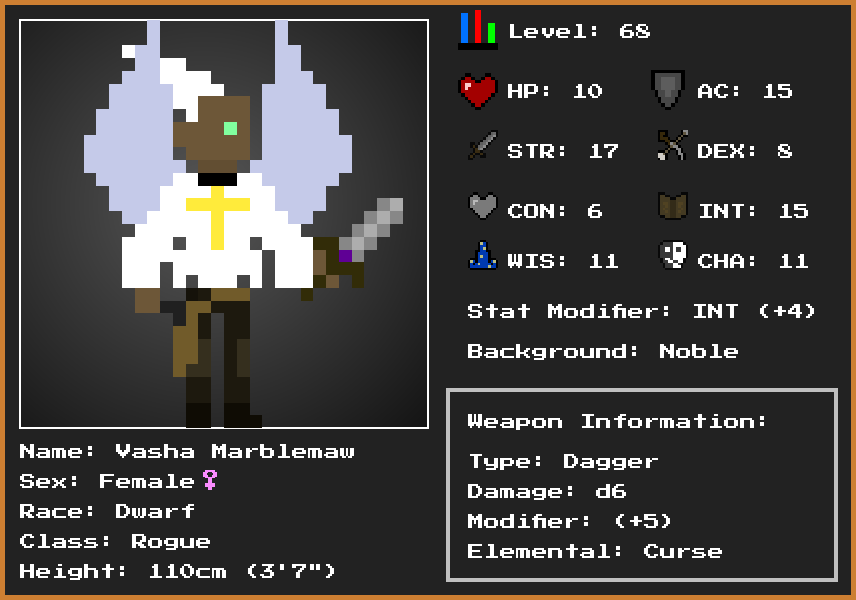 Level: 68
HP: 10
AC: 15
STR: 17
DEX: 8
CON: 6
INT: 15
WIS: 11
CHA: 11
Stat Modifier: INT (+4)
Background: Noble
Weapon Information:
Type: Dagger
Damage: d6
Modifier: (+5)
Elemental: Curse
Name: Vasha Marblemaw
Sex: Female♀
Race: Dwarf
Class: Rogue
Height: 110cm (3'7")